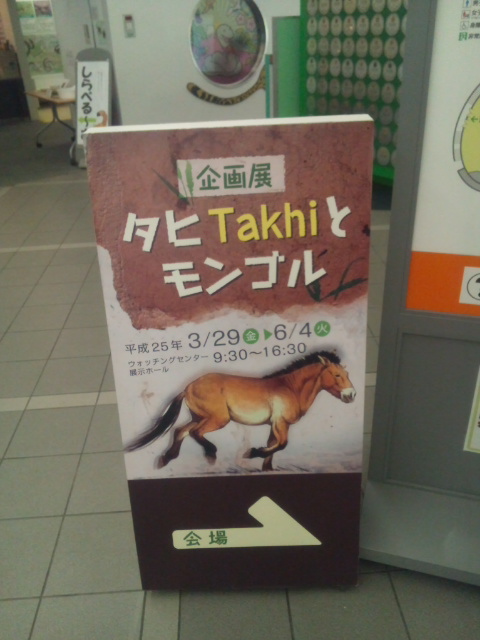 企画展
タヒTakhiと
モンゴル
平成25年 3/29金▶6/4火
ウォッチングセンター 9:30～16:30
展示ホール
会場